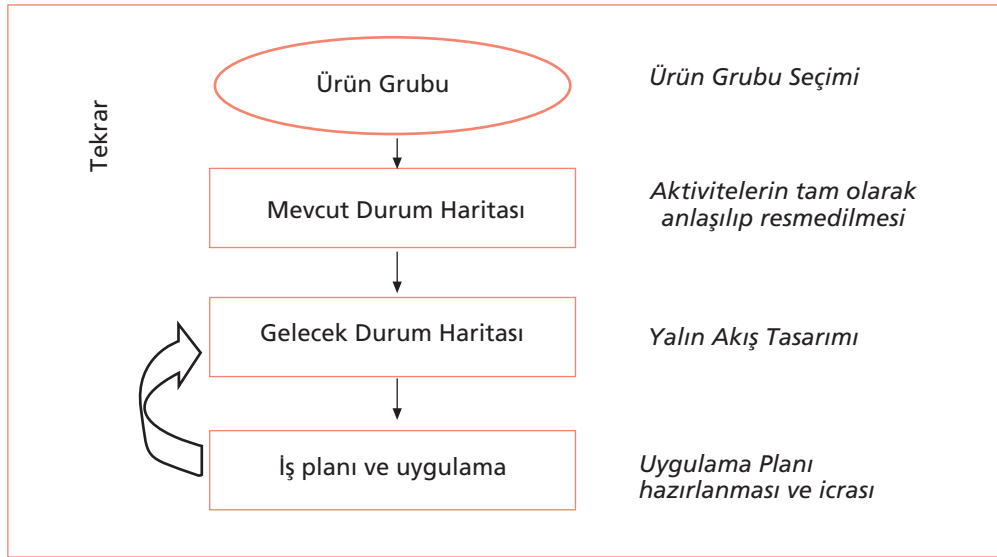 Tekrar
Ürün Grubu
Ürün Grubu Seçimi
Mevcut Durum Haritası
Aktivitelerin tam olarak
anlaşılıp resmedilmesi
Gelecek Durum Haritası
Yalın Akış Tasarımı
İş planı ve uygulama
Uygulama Planı
hazırlanması ve icrası